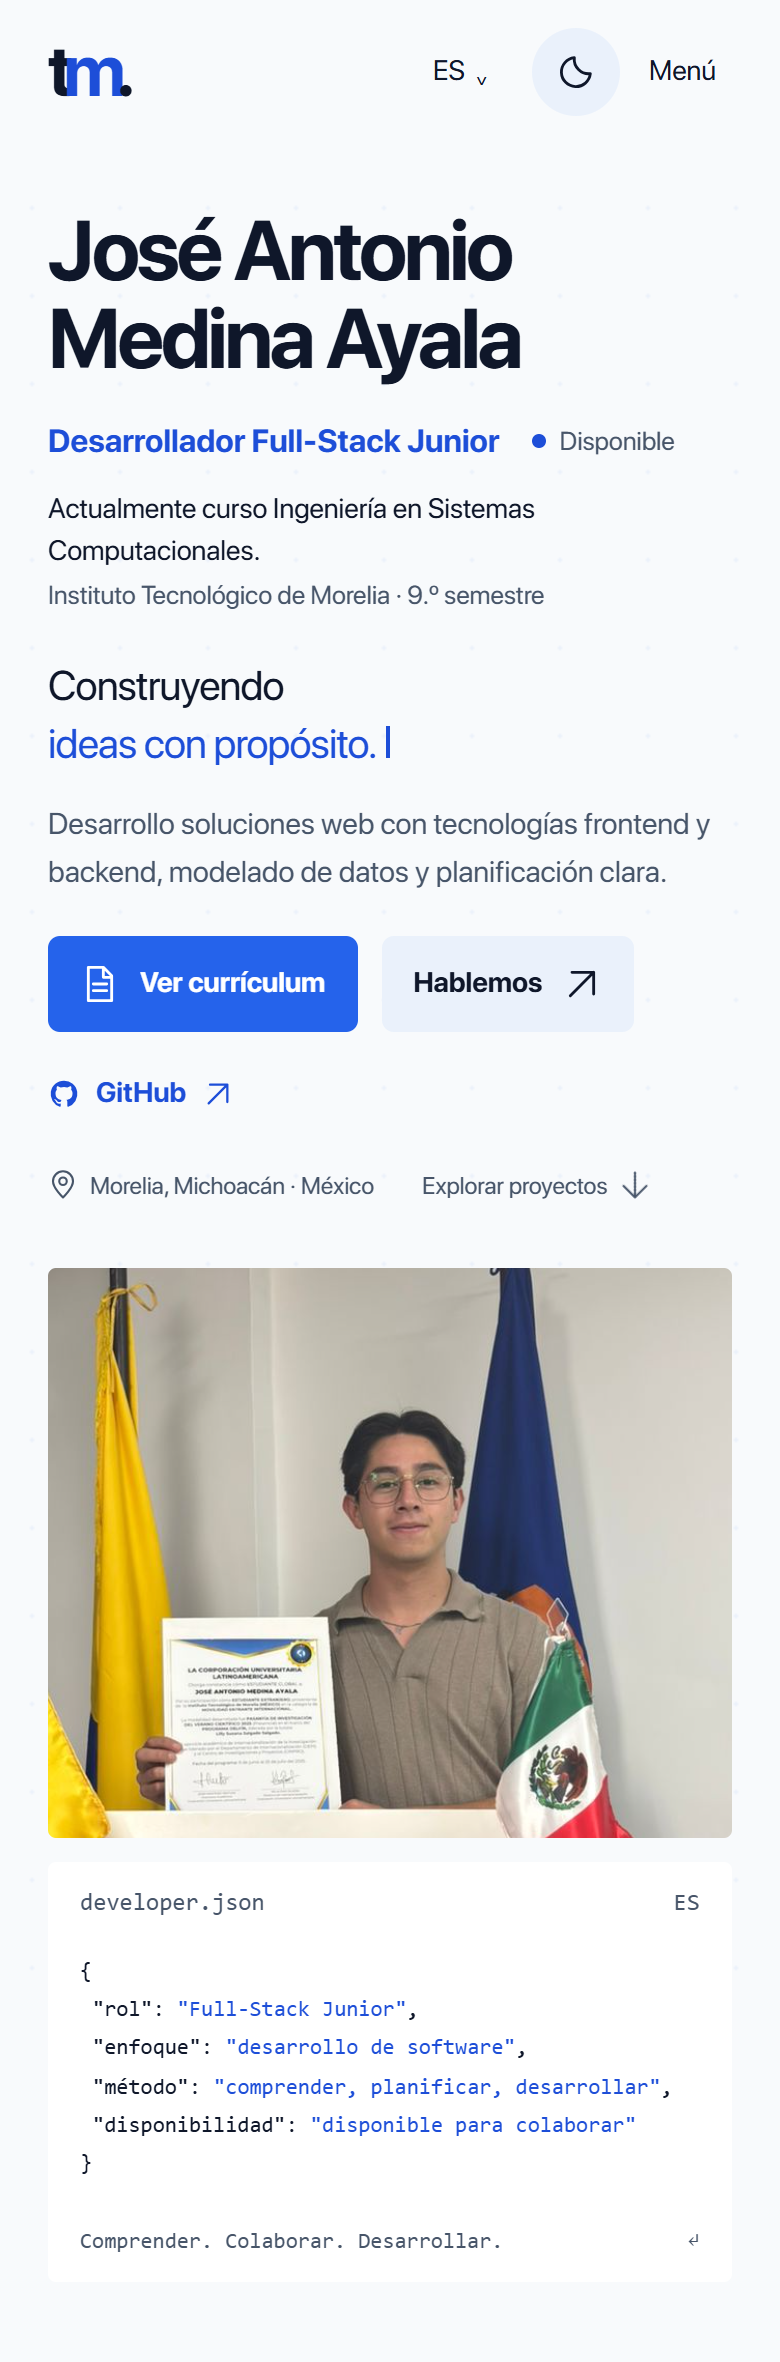 tm.
ES
Menú
José Antonio
Medina Ayala
Desarrollador Full-Stack Junior
Disponible
Actualmente curso Ingeniería en Sistemas
Computacionales.
Instituto Tecnológico de Morelia · 9.º semestre
Construyendo
ideas con propósito.
Desarrollo soluciones web con tecnologías frontend y
backend, modelado de datos y planificación clara.
Ver currículum
Hablemos
GitHub
Morelia, Michoacán · México
Explorar proyectos
LA CORPORACIÓN UNIVERSITARIA
LATINOAMERICANA
JOSÉ ANTONIO MEDINA AYALA
developer.json
ES
{
"rol": "Full-Stack Junior",
"enfoque": "desarrollo de software",
"método": "comprender, planificar, desarrollar",
"disponibilidad": "disponible para colaborar"
}
Comprender. Colaborar. Desarrollar.